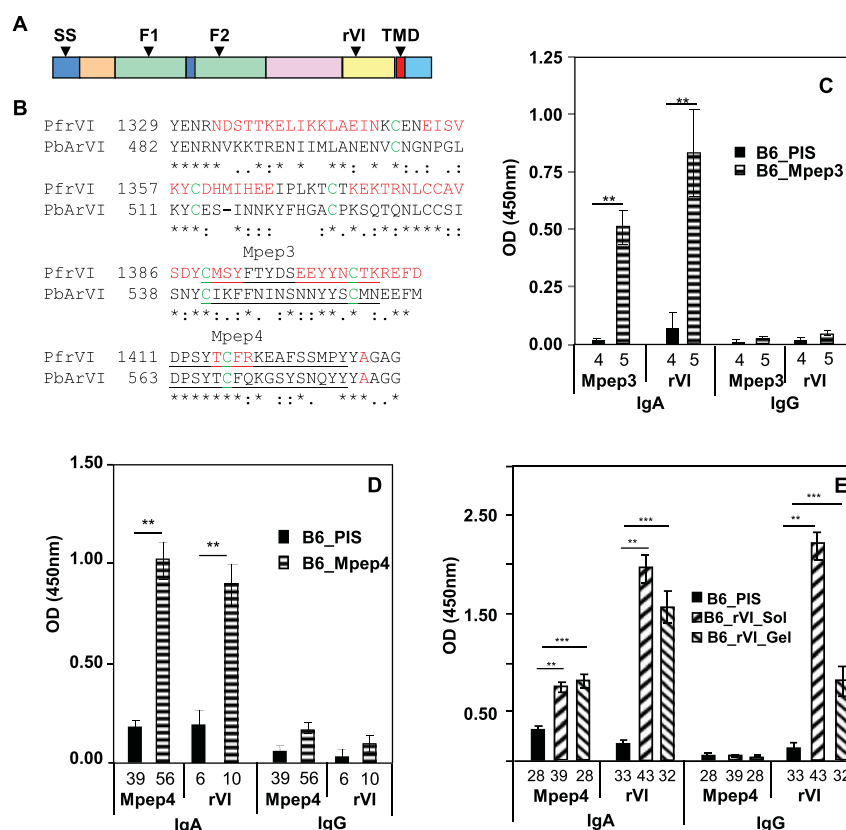 A
SS F1 F2 rVI TMD
B
PfrVI 1329 YENRNDSTTKELIKKLAEINKCENEISV
PbArVI 482 YENRNVKKTRENIIMLANENVCNGNPGL
PfrVI 1357 KYCDHMIHEEIPLKTCTKEKTRNLCCAV
PbArVI 511 KYCES-INNKYFHGACPKSQTQNLCCSI
Mpep3
PfrVI 1386 SDYCMSYFTYDSEEYYNCTKREFD
PbArVI 538 SNYCIKFFNINSNNYYSCMNEEFM
Mpep4
PfrVI 1411 DPSYTCFRKEAFSSMPYYAGAG
PbArVI 563 DPSYTCFQKGSYSNQYYYAAGG
C
1.25
1.00
0.75
0.50
0.25
0.00
OD (450nm)
** **
B6_PIS
B6_Mpep3
4 5 4 5 4 5 4 5
Mpep3 rVI Mpep3 rVI
IgA IgG
D
1.50
1.00
0.50
0.00
OD (450nm)
** **
B6_PIS
B6_Mpep4
39 56 6 10 39 56 6 10
Mpep4 rVI Mpep4 rVI
IgA IgG
E
2.50
1.50
0.50
OD (450nm)
*** ** *** ** *** **
B6_PIS
B6_rVI_Sol
B6_rVI_Gel
28 39 28 33 43 32 28 39 28 33 43 32
Mpep4 rVI Mpep4 rVI
IgA IgG